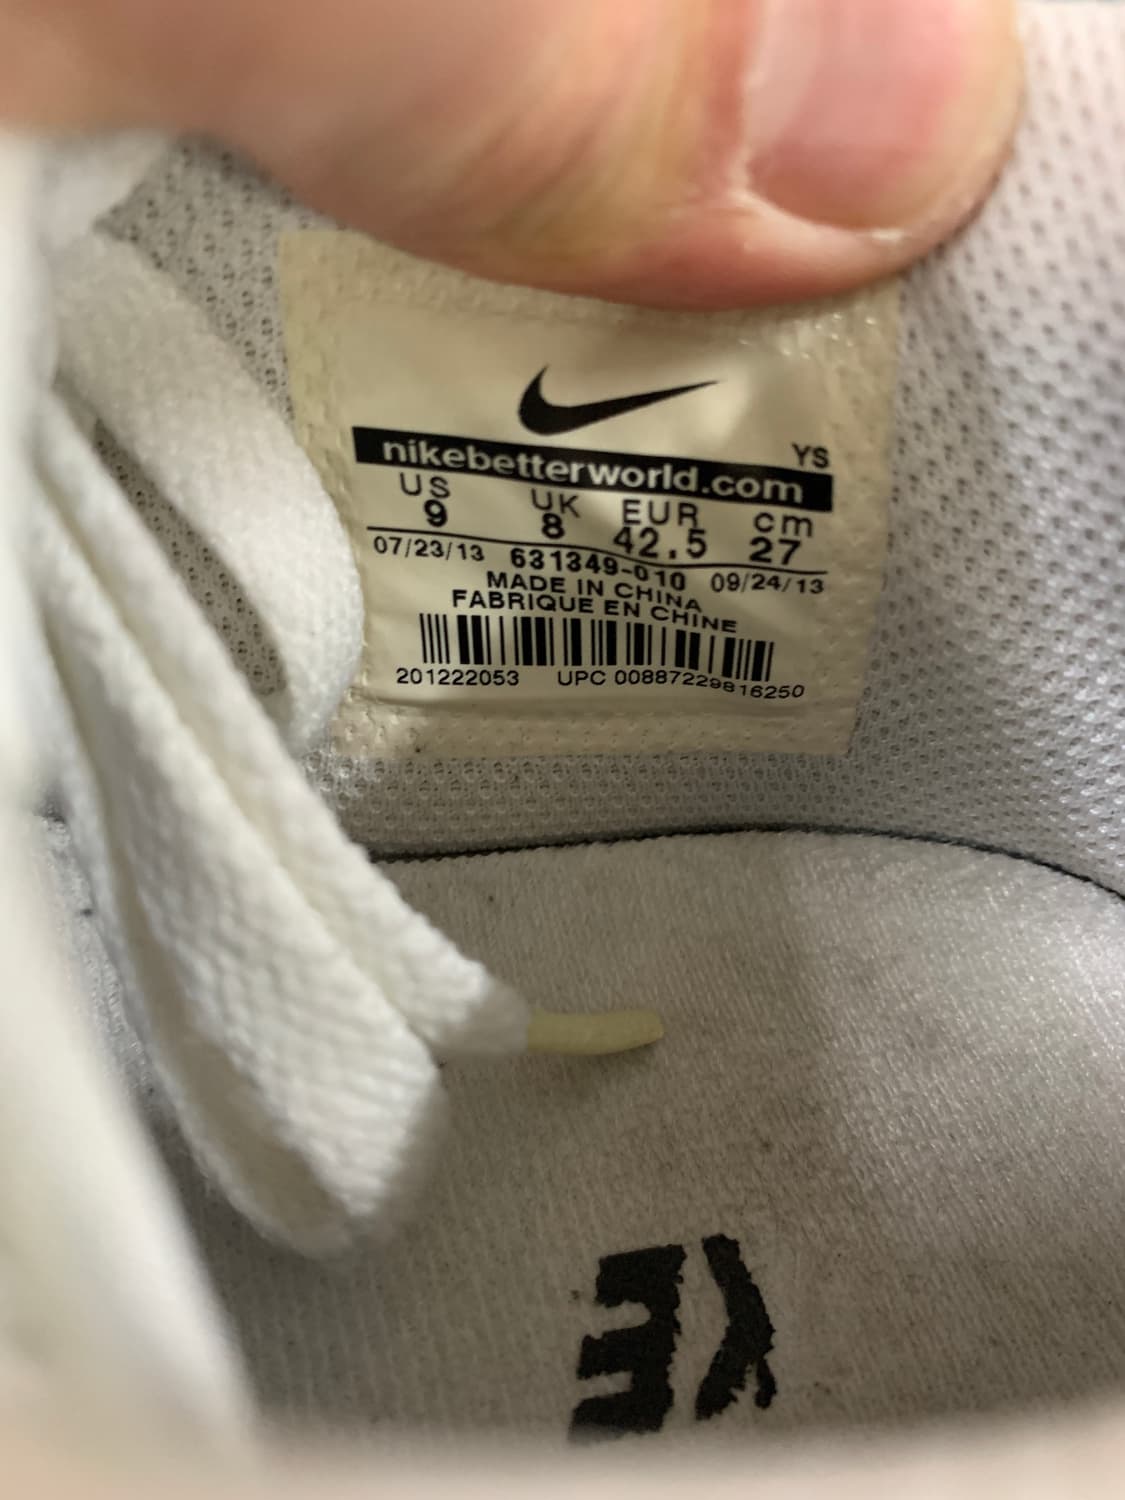 YS
nikebetterworld.com
US UK EUR cm
9 8 42.5 27
07/23/13 631349-010 09/24/13
MADE IN CHINA
FABRIQUE EN CHINE
201222053 UPC 00887229816250
KE